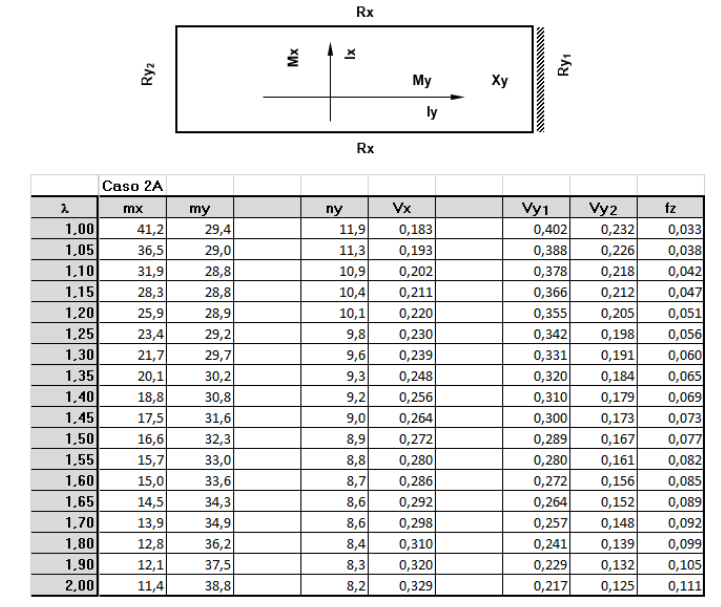 Rx
Ry2
Mx
Ix
My
Xy
Iy
Ry1
Rx
Caso 2A
λ mx my ny Vx Vy1 Vy2 fz
1,00 41,2 29,4 11,9 0,183 0,402 0,232 0,033
1,05 36,5 29,0 11,3 0,193 0,388 0,226 0,038
1,10 31,9 28,8 10,9 0,202 0,378 0,218 0,042
1,15 28,3 28,8 10,4 0,211 0,366 0,212 0,047
1,20 25,9 28,9 10,1 0,220 0,355 0,205 0,051
1,25 23,4 29,2 9,8 0,230 0,342 0,198 0,056
1,30 21,7 29,7 9,6 0,239 0,331 0,191 0,060
1,35 20,1 30,2 9,3 0,248 0,320 0,184 0,065
1,40 18,8 30,8 9,2 0,256 0,310 0,179 0,069
1,45 17,5 31,6 9,0 0,264 0,300 0,173 0,073
1,50 16,6 32,3 8,9 0,272 0,289 0,167 0,077
1,55 15,7 33,0 8,8 0,280 0,280 0,161 0,082
1,60 15,0 33,6 8,7 0,286 0,272 0,156 0,085
1,65 14,5 34,3 8,6 0,292 0,264 0,152 0,089
1,70 13,9 34,9 8,6 0,298 0,257 0,148 0,092
1,80 12,8 36,2 8,4 0,310 0,241 0,139 0,099
1,90 12,1 37,5 8,3 0,320 0,229 0,132 0,105
2,00 11,4 38,8 8,2 0,329 0,217 0,125 0,111